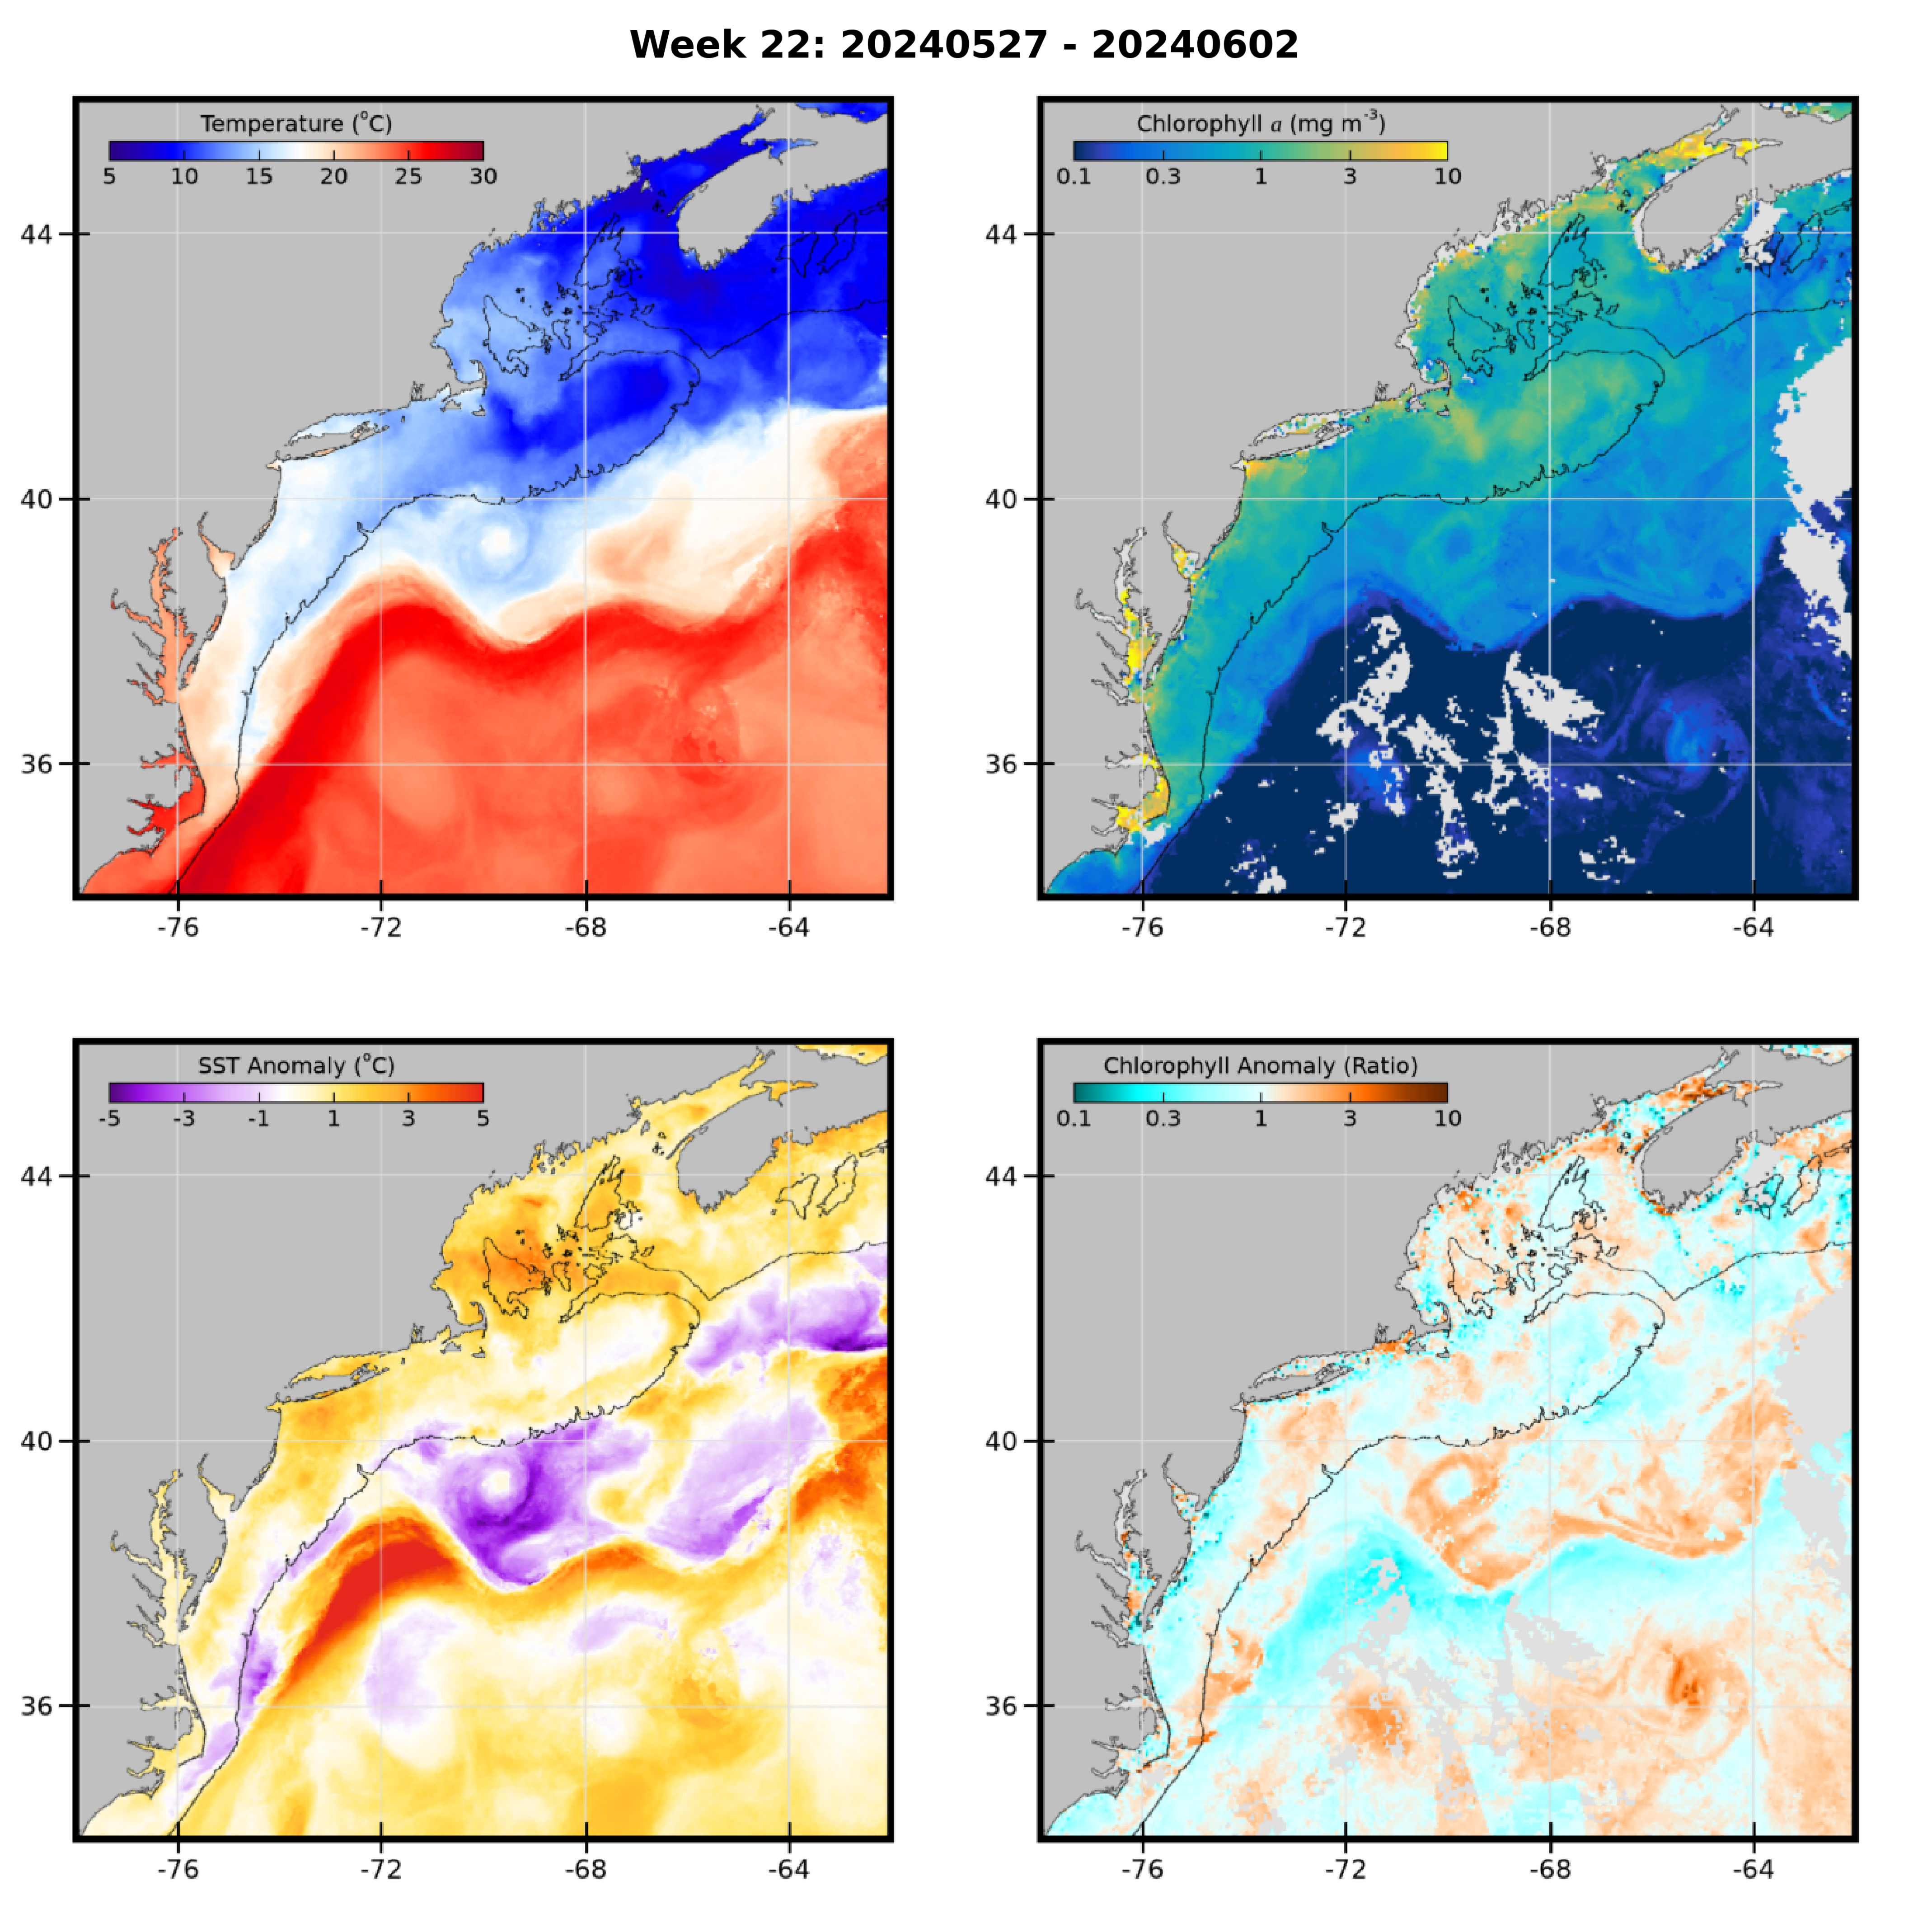 Week 22: 20240527 - 20240602
Temperature (°C)
5 10 15 20 25 30
44
40
36
-76 -72 -68 -64
Chlorophyll a (mg m⁻³)
0.1 0.3 1 3 10
44
40
36
-76 -72 -68 -64
SST Anomaly (°C)
-5 -3 -1 1 3 5
44
40
36
-76 -72 -68 -64
Chlorophyll Anomaly (Ratio)
0.1 0.3 1 3 10
44
40
36
-76 -72 -68 -64